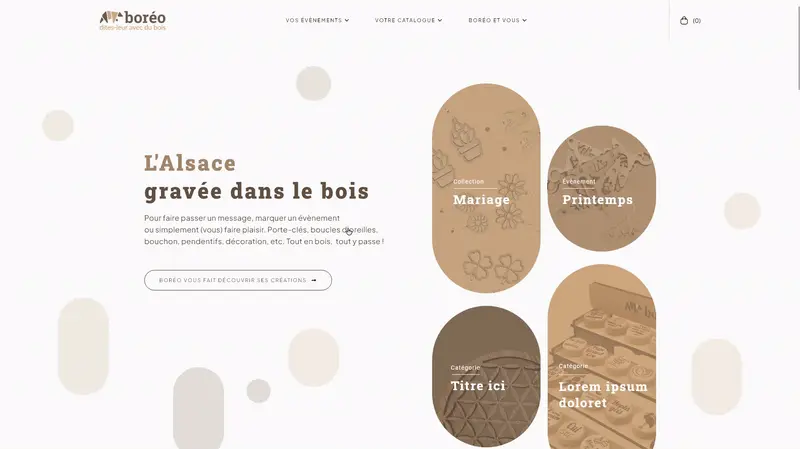 boréo
dites-leur avec du bois
VOS ÉVÉNEMENTS
VOTRE CATALOGUE
BORÉO ET VOUS
(0)
L'Alsace
gravée dans le bois
Pour faire passer un message, marquer un évènement
ou simplement (vous) faire plaisir. Porte-clés, boucles d'oreilles,
bouchon, pendentifs, décoration, etc. Tout en bois, tout y passe !
BORÉO VOUS FAIT DÉCOUVRIR SES CRÉATIONS
Collection
Mariage
Évènement
Printemps
Catégorie
Titre ici
boréo
Catégorie
Lorem ipsum
doloret